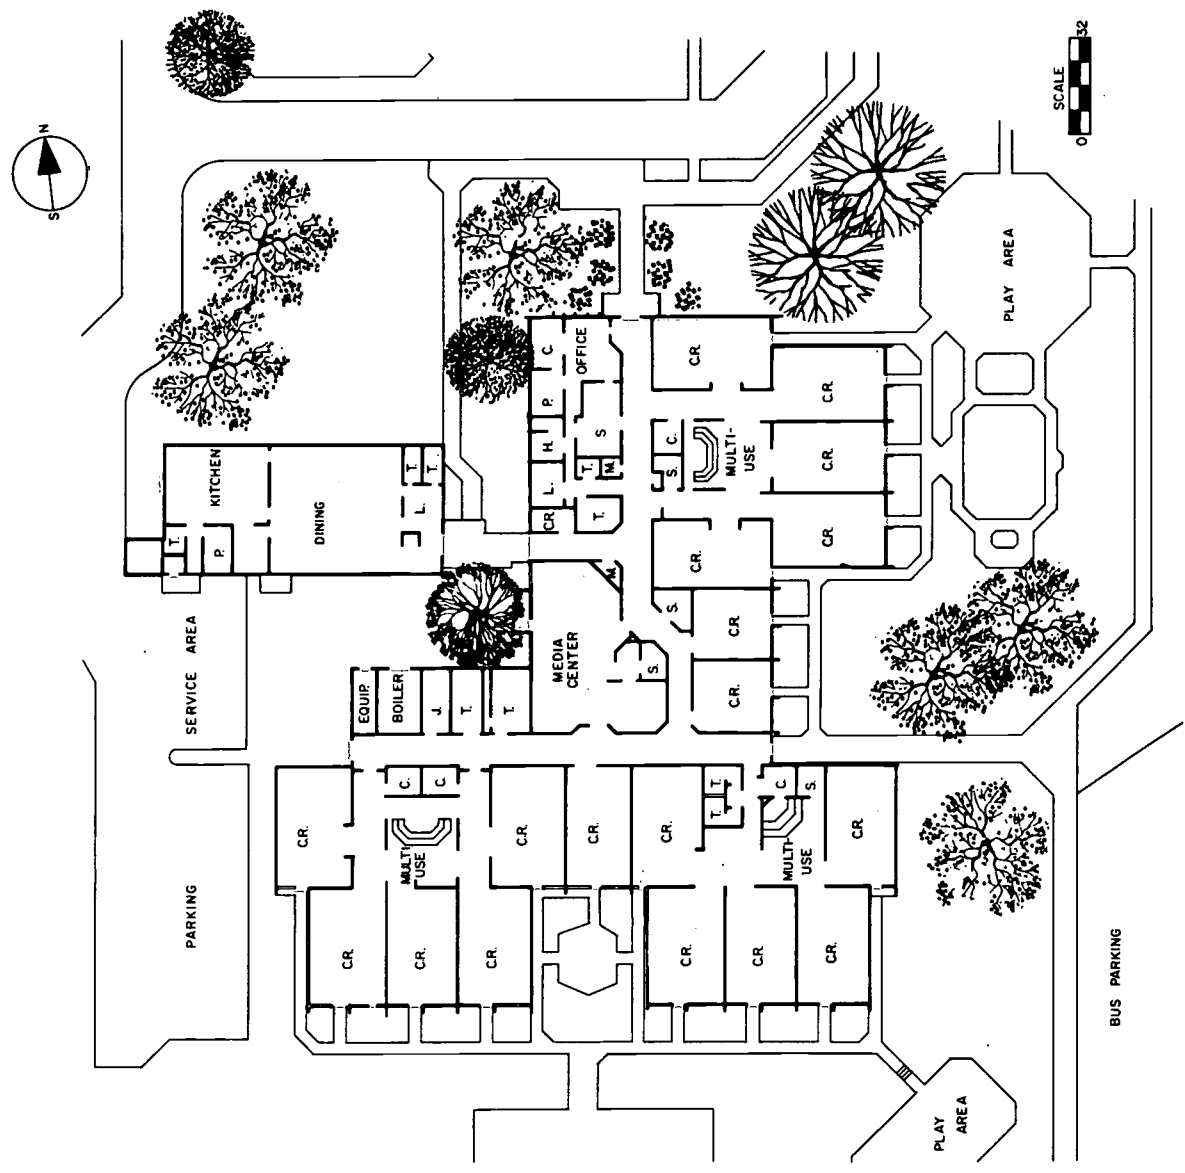 N
S
SCALE
0
32
KITCHEN
T.
P.
DINING
T.
T.
L.
SERVICE AREA
PARKING
C.
OFFICE
P.
H.
S
L.
T.
M.
C.R.
T.
C.R.
C.
S.
MULTI-
USE
C.R.
C.R.
C.R.
C.R.
PLAY AREA
M.
MEDIA
CENTER
S.
S.
C.R.
C.R.
EQUIP.
BOILER
J.
T.
T.
C.R.
C.
C.
MULTI-
USE
C.R.
C.R.
C.R.
T.
T.
C.
S.
MULTI-
USE
C.R.
C.R.
C.R.
C.R.
C.R.
C.R.
C.R.
BUS PARKING
PLAY
AREA